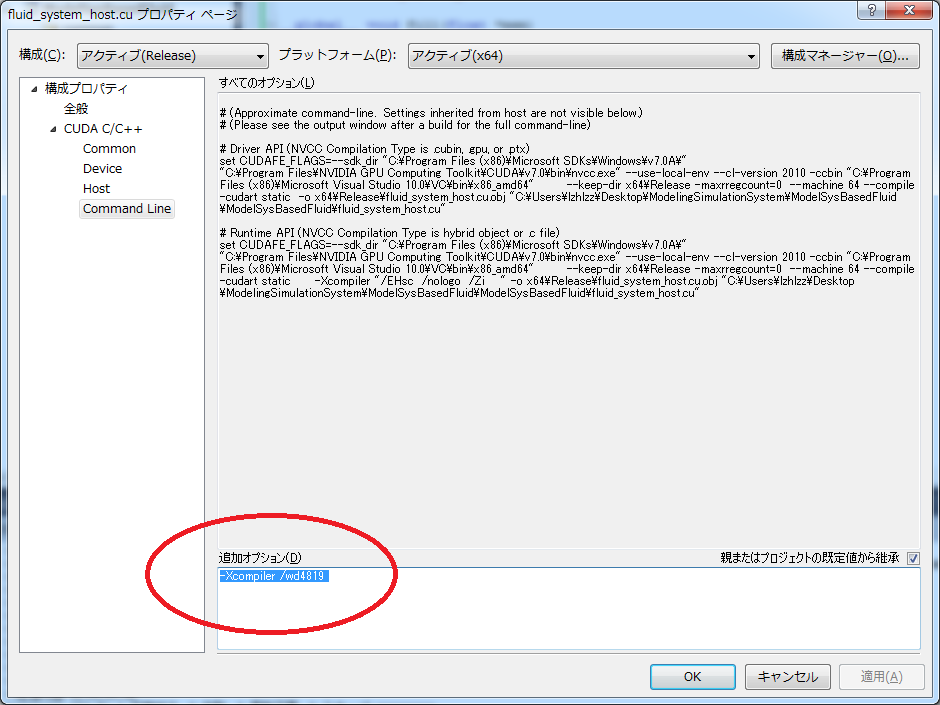 fluid_system_host.cu プロパティ ページ
構成(C): アクティブ(Release) プラットフォーム(P): アクティブ(x64) 構成マネージャー(O)...
構成プロパティ
全般
CUDA C/C++
Common
Device
Host
Command Line
すべてのオプション(L)
# (Approximate command-line. Settings inherited from host are not visible below.)
# (Please see the output window after a build for the full command-line)
# Driver API (NVCC Compilation Type is .cubin, .gpu, or .ptx)
set CUDAFE_FLAGS=--sdk_dir "C:¥Program Files (x86)¥Microsoft SDKs¥Windows¥v7.0A¥"
"C:¥Program Files¥NVIDIA GPU Computing Toolkit¥CUDA¥v7.0¥bin¥nvcc.exe" --use-local-env --cl-version 2010 -ccbin "C:¥Program
Files (x86)¥Microsoft Visual Studio 10.0¥VC¥bin¥x86_amd64" --keep-dir x64¥Release -maxrregcount=0 --machine 64 --compile
-cudart static -o x64¥Release¥fluid_system_host.cu.obj "C:¥Users¥lzhlzz¥Desktop¥ModelingSimulationSystem¥ModelSysBasedFluid
¥ModelSysBasedFluid¥fluid_system_host.cu"
# Runtime API (NVCC Compilation Type is hybrid object or .c file)
set CUDAFE_FLAGS=--sdk_dir "C:¥Program Files (x86)¥Microsoft SDKs¥Windows¥v7.0A¥"
"C:¥Program Files¥NVIDIA GPU Computing Toolkit¥CUDA¥v7.0¥bin¥nvcc.exe" --use-local-env --cl-version 2010 -ccbin "C:¥Program
Files (x86)¥Microsoft Visual Studio 10.0¥VC¥bin¥x86_amd64" --keep-dir x64¥Release -maxrregcount=0 --machine 64 --compile
-cudart static -Xcompiler "/EHsc /nologo /Zi " -o x64¥Release¥fluid_system_host.cu.obj "C:¥Users¥lzhlzz¥Desktop
¥ModelingSimulationSystem¥ModelSysBasedFluid¥ModelSysBasedFluid¥fluid_system_host.cu"
追加オプション(D) 親またはプロジェクトの既定値から継承
-Xcompiler /wd4819
OK キャンセル 適用(A)